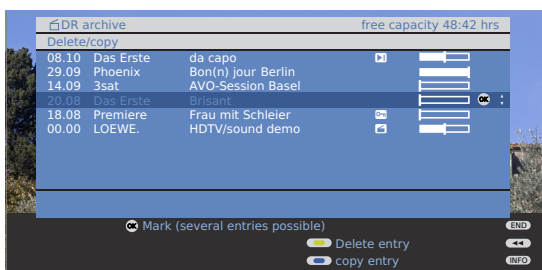 DR archive free capacity 48:42 hrs
Delete/copy
08.10 Das Erste da capo
29.09 Phoenix Bon(n) jour Berlin
14.09 3sat AVO-Session Basel
20.08 Das Erste Brisant OK
18.08 Premiere Frau mit Schleier
00.00 LOEWE. HDTV/sound demo
OK Mark (several entries possible) END
Delete entry
copy entry INFO